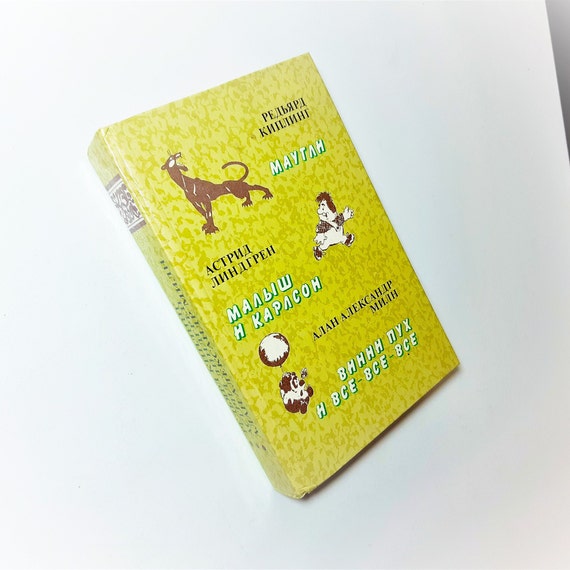 РЕДЬЯРД
КИПЛИНГ
МАУГЛИ
АСТРИД
ЛИНДГРЕН
МАЛЫШ
И КАРЛСОН
АЛАН АЛЕКСАНДР
МИЛН
ВИННИ ПУХ
И ВСЕ-ВСЕ-ВСЕ